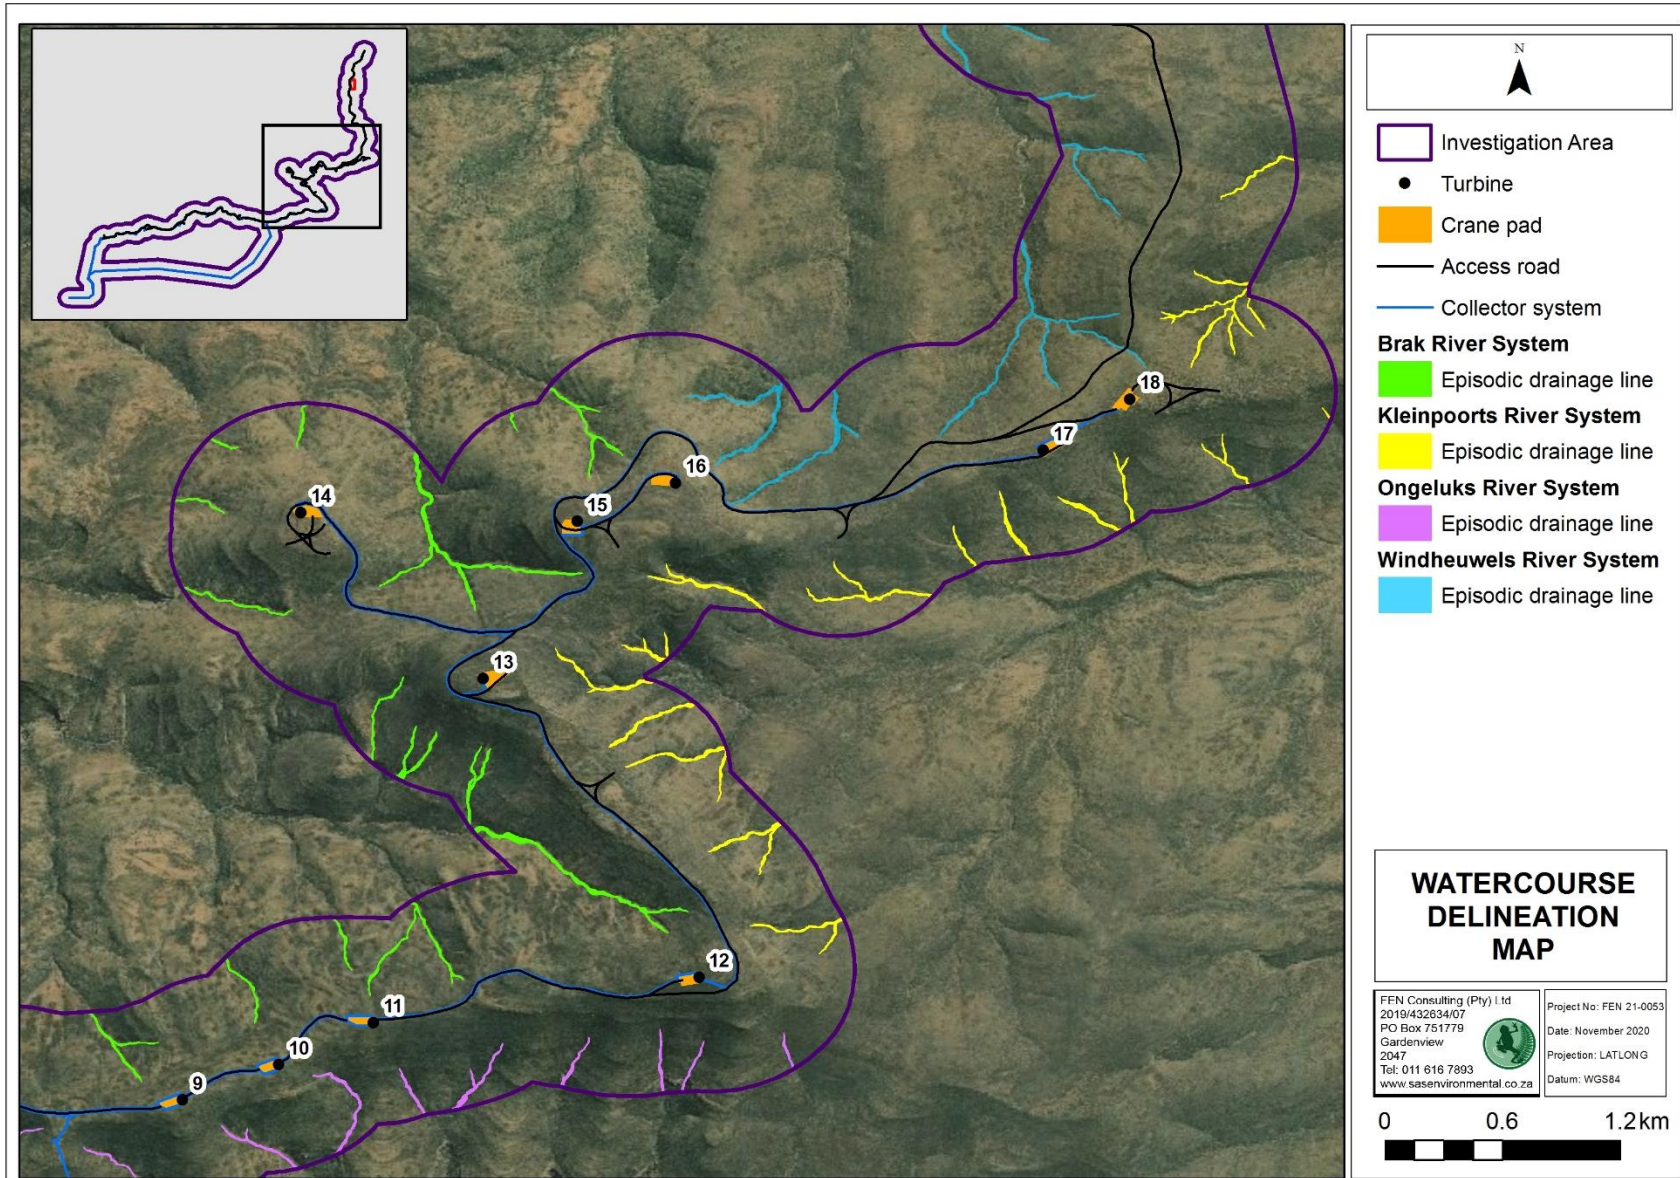 N
Investigation Area
Turbine
Crane pad
Access road
Collector system
Brak River System
Episodic drainage line
Kleinpoorts River System
Episodic drainage line
Ongeluks River System
Episodic drainage line
Windheuwels River System
Episodic drainage line
18
17
16
15
14
13
12
11
10
9
WATERCOURSE
DELINEATION
MAP
FEN Consulting (Pty) Ltd
2019/432634/07
PO Box 751779
Gardenview
2047
Tel: 011 616 7893
www.sasenvironmental.co.za
Project No: FEN 21-0053
Date: November 2020
Projection: LATLONG
Datum: WGS84
0 0.6 1.2 km